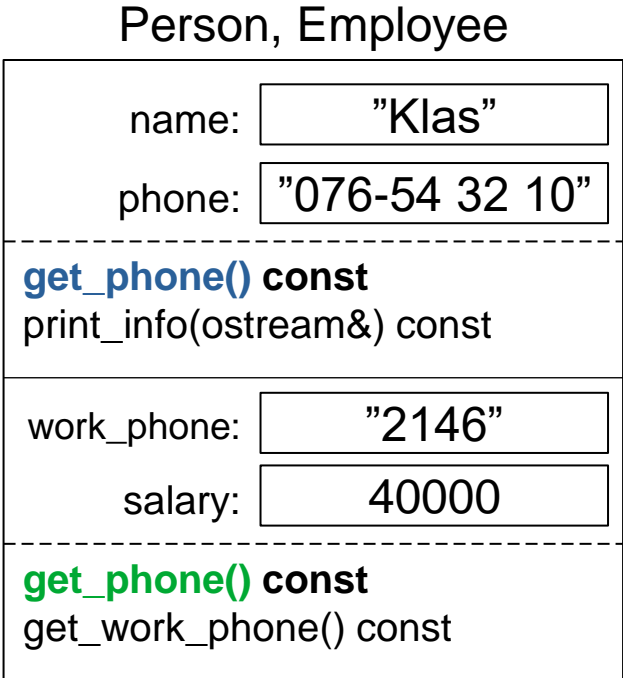 Person, Employee
name: ”Klas”
phone: ”076-54 32 10”
get_phone() const
print_info(ostream&) const
work_phone: ”2146”
salary: 40000
get_phone() const
get_work_phone() const